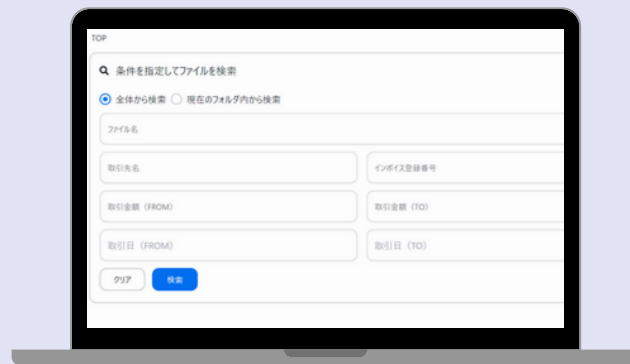 TOP
条件を指定してファイルを検索
全体から検索 現在のフォルダ内から検索
ファイル名
取引先名 インボイス登録番号
取引金額（FROM） 取引金額（TO）
取引日（FROM） 取引日（TO）
クリア 検索